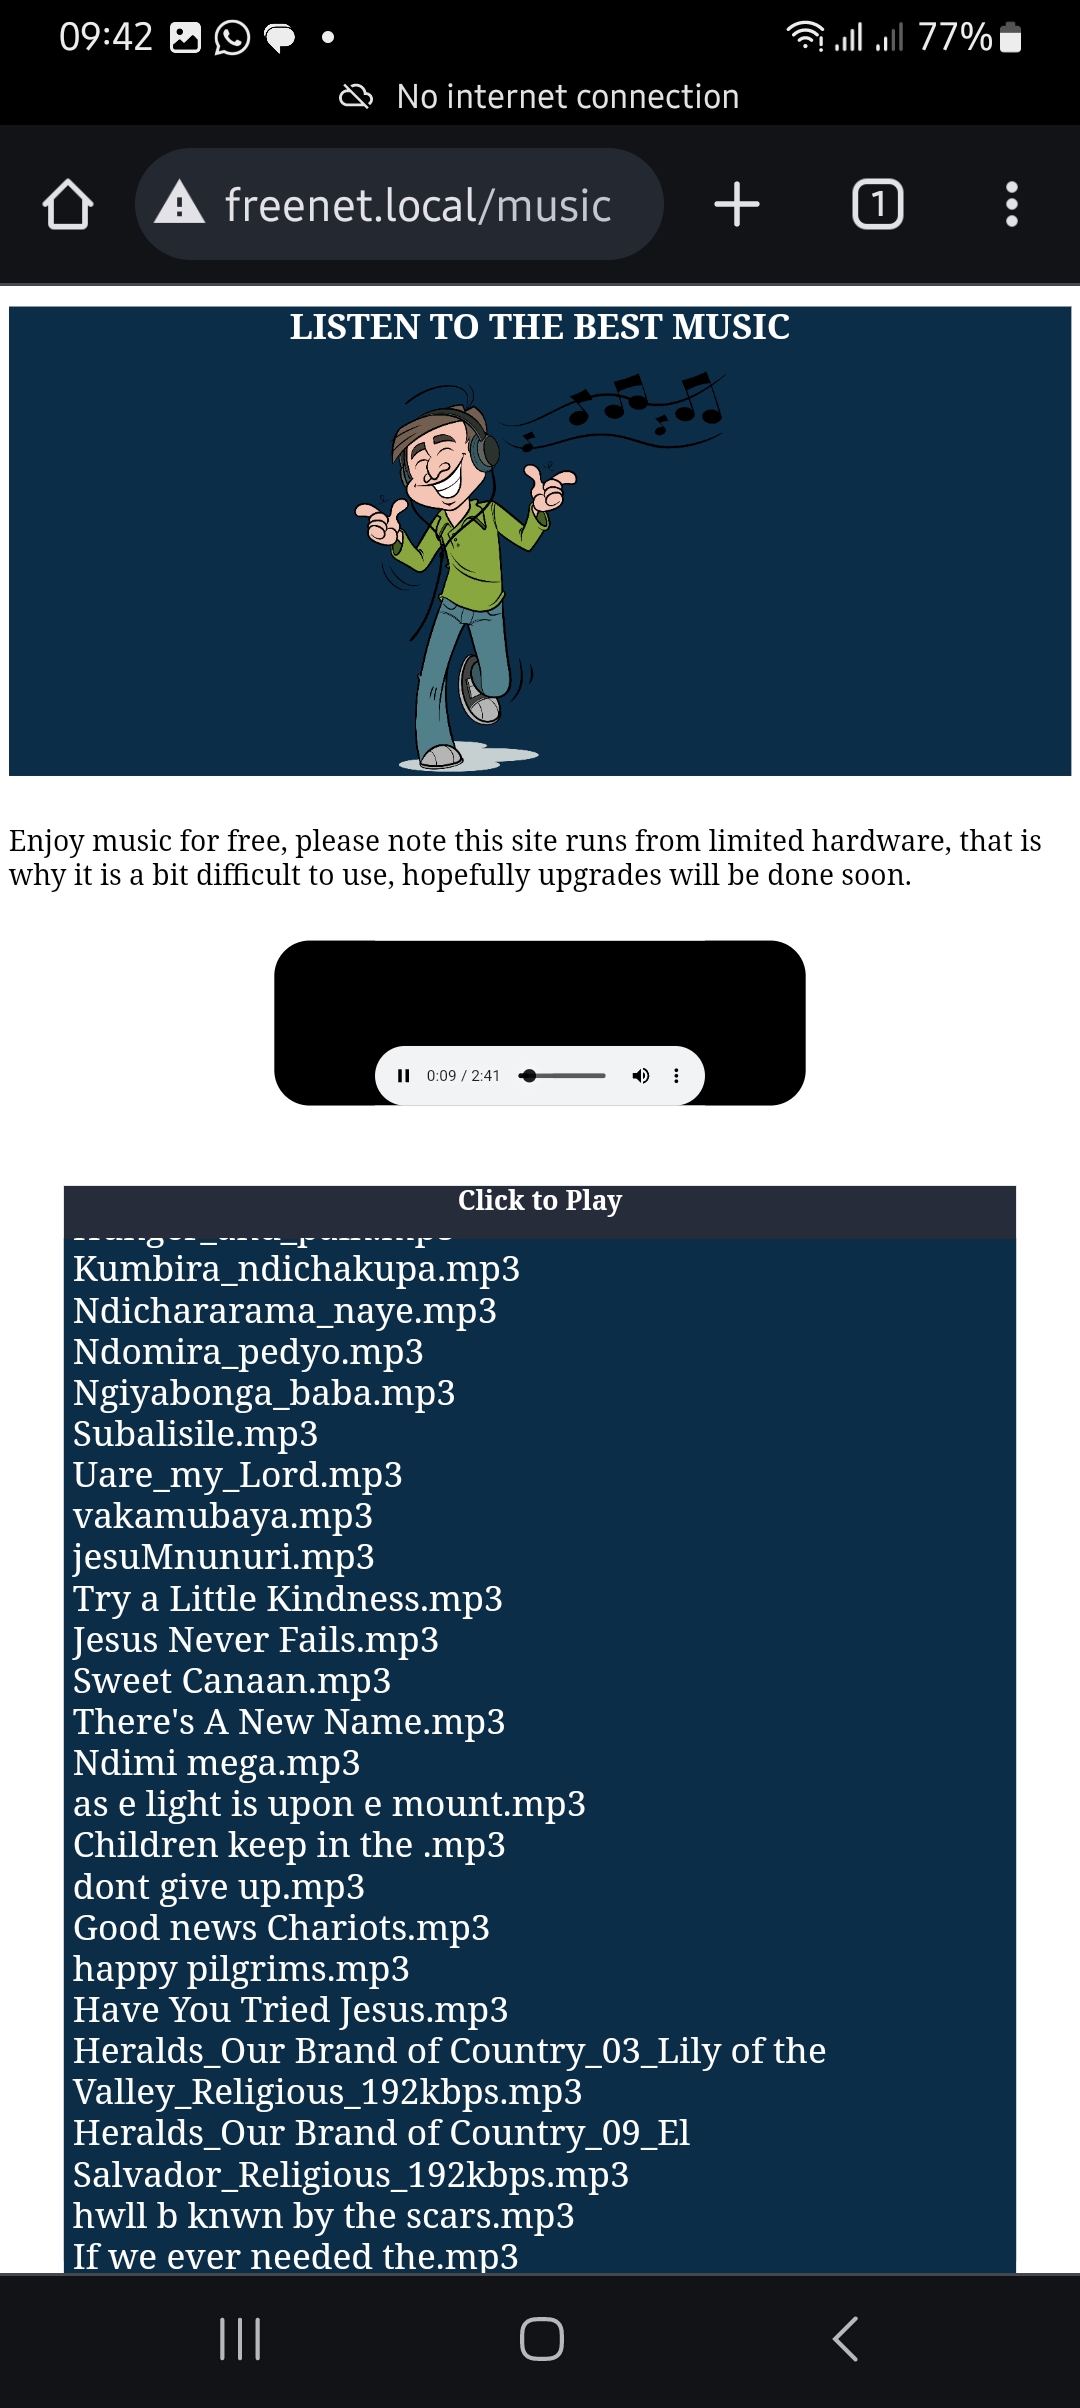 09:42
77%
No internet connection
freenet.local/music
1
LISTEN TO THE BEST MUSIC
Enjoy music for free, please note this site runs from limited hardware, that is
why it is a bit difficult to use, hopefully upgrades will be done soon.
0:09 / 2:41
Click to Play
Kumbira_ndichakupa.mp3
Ndichararama_naye.mp3
Ndomira_pedyo.mp3
Ngiyabonga_baba.mp3
Subalisile.mp3
Uare_my_Lord.mp3
vakamubaya.mp3
jesuMnunuri.mp3
Try a Little Kindness.mp3
Jesus Never Fails.mp3
Sweet Canaan.mp3
There's A New Name.mp3
Ndimi mega.mp3
as e light is upon e mount.mp3
Children keep in the .mp3
dont give up.mp3
Good news Chariots.mp3
happy pilgrims.mp3
Have You Tried Jesus.mp3
Heralds_Our Brand of Country_03_Lily of the
Valley_Religious_192kbps.mp3
Heralds_Our Brand of Country_09_El
Salvador_Religious_192kbps.mp3
hwll b knwn by the scars.mp3
If we ever needed the.mp3